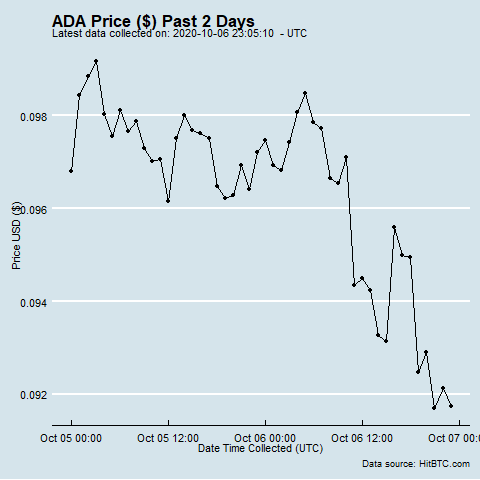 ADA Price ($) Past 2 Days
Latest data collected on: 2020-10-06 23:05:10  - UTC
0.098
0.096
0.094
0.092
Price USD ($)
Oct 05 00:00 Oct 05 12:00 Oct 06 00:00 Oct 06 12:00 Oct 07 0(
Date Time Collected (UTC)
Data source: HitBTC.com